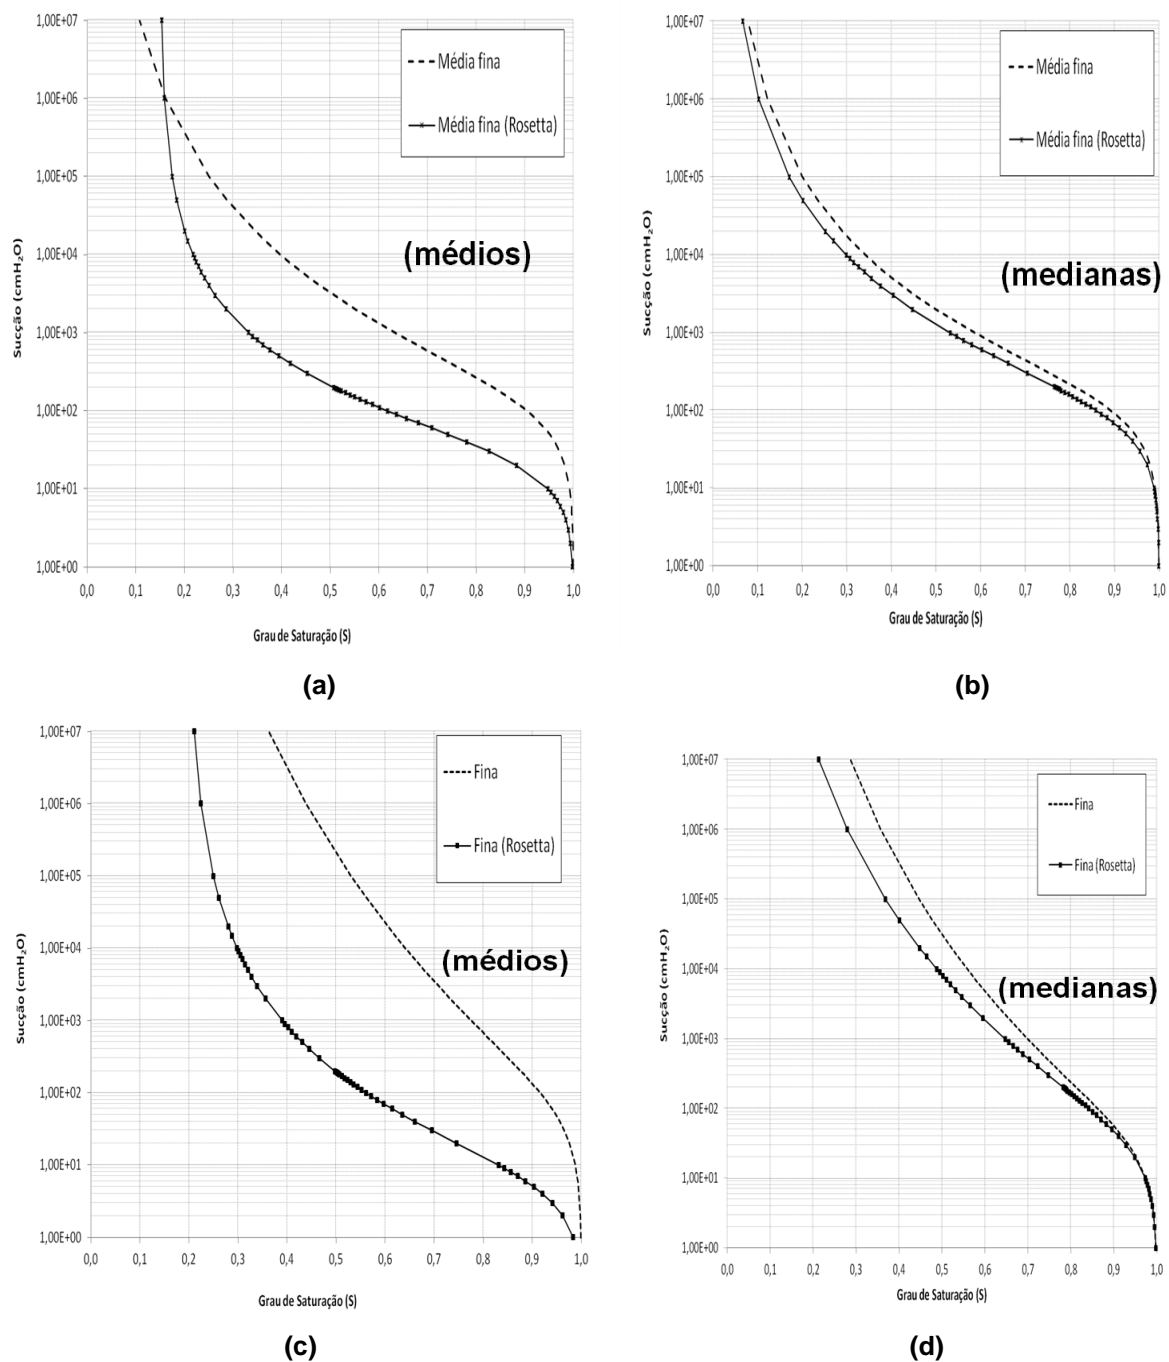 1,00E+07
1,00E+06
1,00E+05
1,00E+04
1,00E+03
1,00E+02
1,00E+01
1,00E+00
Sucção (cmH₂O)
Média fina
Média fina (Rosetta)
(médios)
0,0 0,1 0,2 0,3 0,4 0,5 0,6 0,7 0,8 0,9 1,0
Grau de Saturação (S)
(a)
1,00E+07
1,00E+06
1,00E+05
1,00E+04
1,00E+03
1,00E+02
1,00E+01
1,00E+00
Sucção (cmH₂O)
Média fina
Média fina (Rosetta)
(medianas)
0,0 0,1 0,2 0,3 0,4 0,5 0,6 0,7 0,8 0,9 1,0
Grau de Saturação (S)
(b)
1,00E+07
1,00E+06
1,00E+05
1,00E+04
1,00E+03
1,00E+02
1,00E+01
1,00E+00
Sucção (cmH₂O)
Fina
Fina (Rosetta)
(médios)
0,0 0,1 0,2 0,3 0,4 0,5 0,6 0,7 0,8 0,9 1,0
Grau de Saturação (S)
(c)
1,00E+07
1,00E+06
1,00E+05
1,00E+04
1,00E+03
1,00E+02
1,00E+01
1,00E+00
Sucção (cmH₂O)
Fina
Fina (Rosetta)
(medianas)
0,0 0,1 0,2 0,3 0,4 0,5 0,6 0,7 0,8 0,9 1,0
Grau de Saturação (S)
(d)